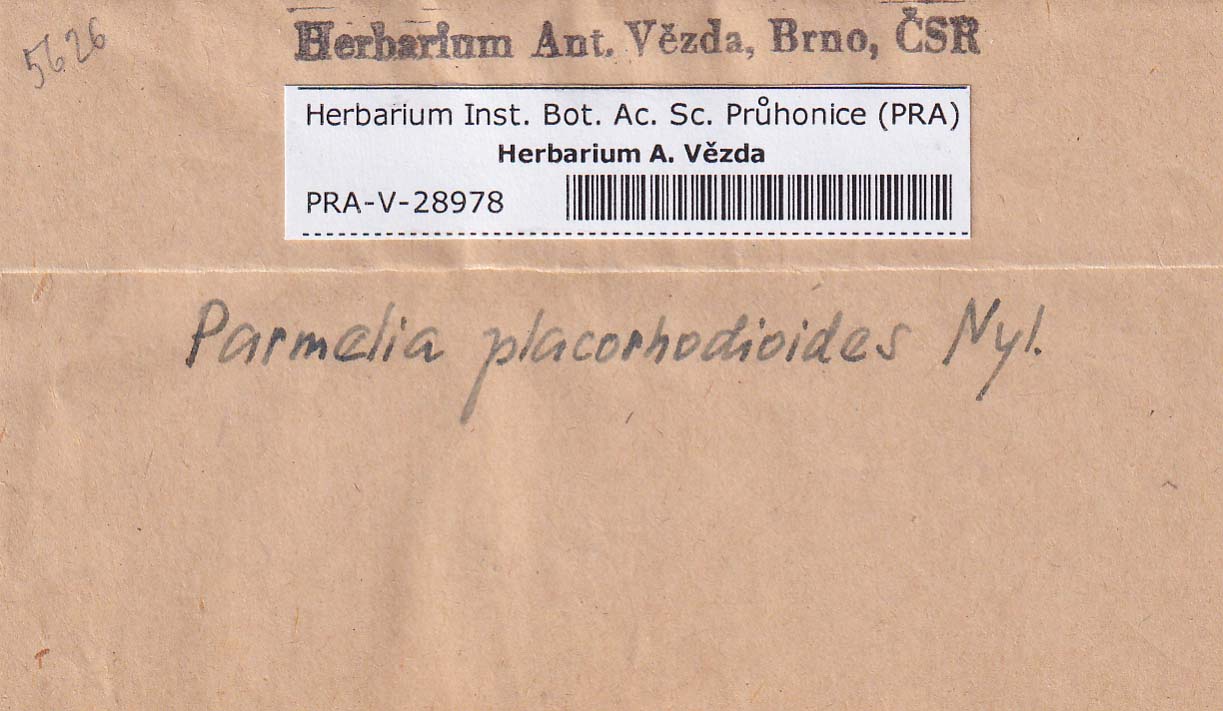 5626
Herbarium Ant. Vězda, Brno, ČSR
Herbarium Inst. Bot. Ac. Sc. Průhonice (PRA)
Herbarium A. Vězda
PRA-V-28978
Parmelia placorhodioides Nyl.